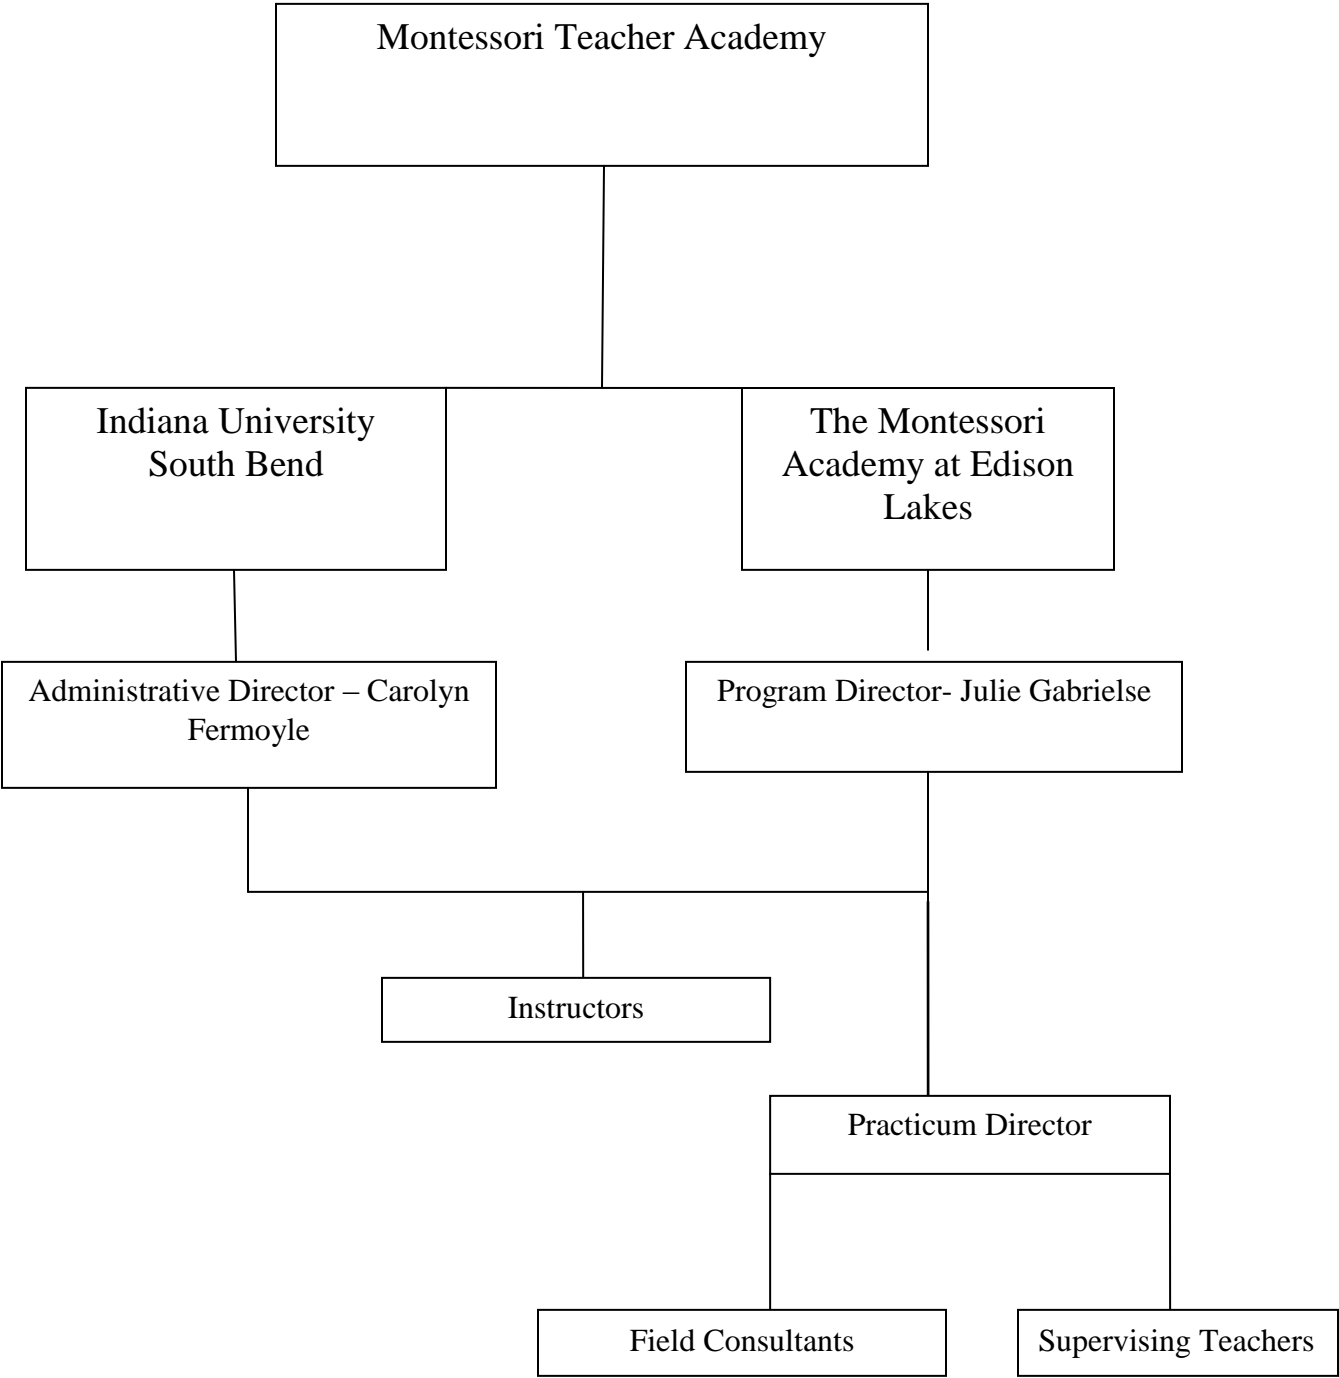 Montessori Teacher Academy
Indiana University
South Bend
The Montessori
Academy at Edison
Lakes
Administrative Director – Carolyn
Fermoyle
Program Director- Julie Gabrielse
Instructors
Practicum Director
Field Consultants
Supervising Teachers